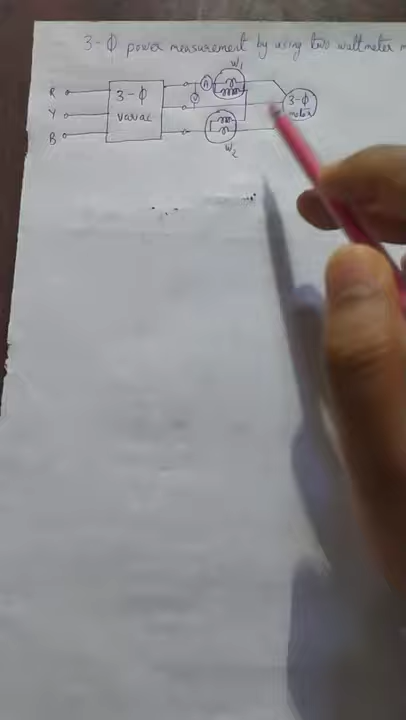 3-Φ power measurement by using two wattmeter m
W1
R
3-Φ
A
3-Φ
Y
variac
V
motor
B
W2